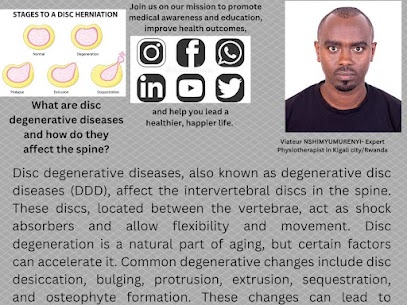 STAGES TO A DISC HERNIATION
Normal
Degeneration
Prolapse
Extrusion
Sequestration
What are disc
degenerative diseases
and how do they
affect the spine?
Join us on our mission to promote
medical awareness and education,
improve health outcomes,
and help you lead a
healthier, happier life.
Viateur NSHIMYUMURENYI- Expert
Physiotherapist in Kigali city/Rwanda
Disc degenerative diseases, also known as degenerative disc
diseases (DDD), affect the intervertebral discs in the spine.
These discs, located between the vertebrae, act as shock
absorbers and allow flexibility and movement. Disc
degeneration is a natural part of aging, but certain factors
can accelerate it. Common degenerative changes include disc
desiccation, bulging, protrusion, extrusion, sequestration,
and osteophyte formation. These changes can lead to